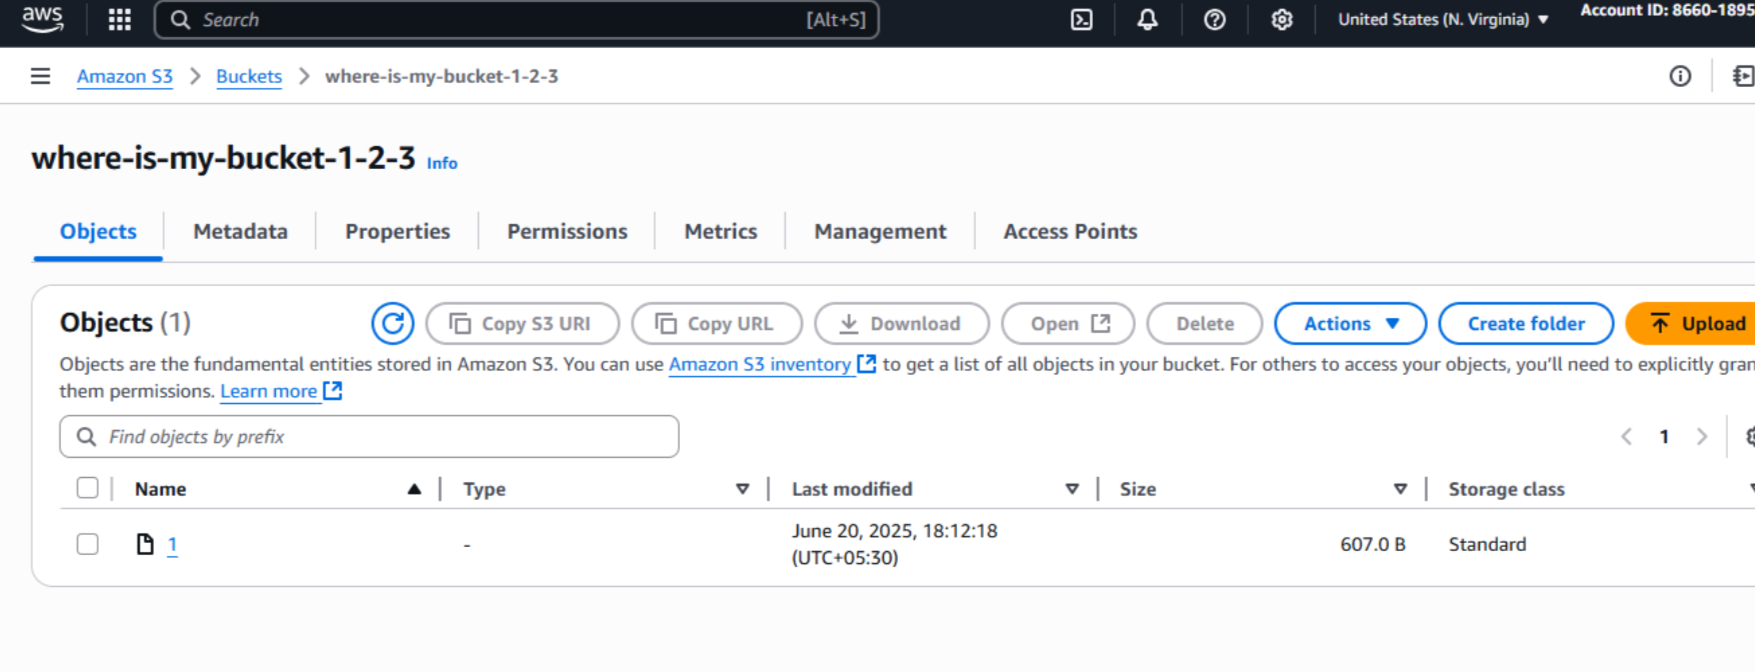 aws Search [Alt+S] United States (N. Virginia) Account ID: 8660-1895
Amazon S3 Buckets where-is-my-bucket-1-2-3
where-is-my-bucket-1-2-3 Info
Objects Metadata Properties Permissions Metrics Management Access Points
Objects (1) Copy S3 URI Copy URL Download Open Delete Actions Create folder Upload
Objects are the fundamental entities stored in Amazon S3. You can use Amazon S3 inventory to get a list of all objects in your bucket. For others to access your objects, you'll need to explicitly gran
them permissions. Learn more
Find objects by prefix 1
Name Type Last modified Size Storage class
1 - June 20, 2025, 18:12:18 607.0 B Standard
(UTC+05:30)